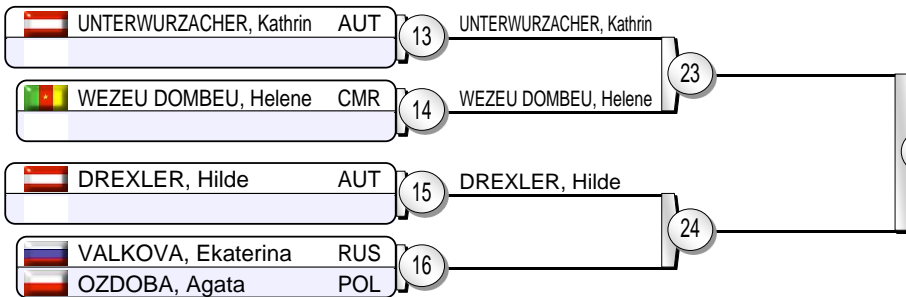 UNTERWURZACHER, Kathrin AUT 13 UNTERWURZACHER, Kathrin
23
WEZEU DOMBEU, Helene CMR 14 WEZEU DOMBEU, Helene
DREXLER, Hilde AUT 15 DREXLER, Hilde
24
VALKOVA, Ekaterina RUS
16
OZDOBA, Agata POL